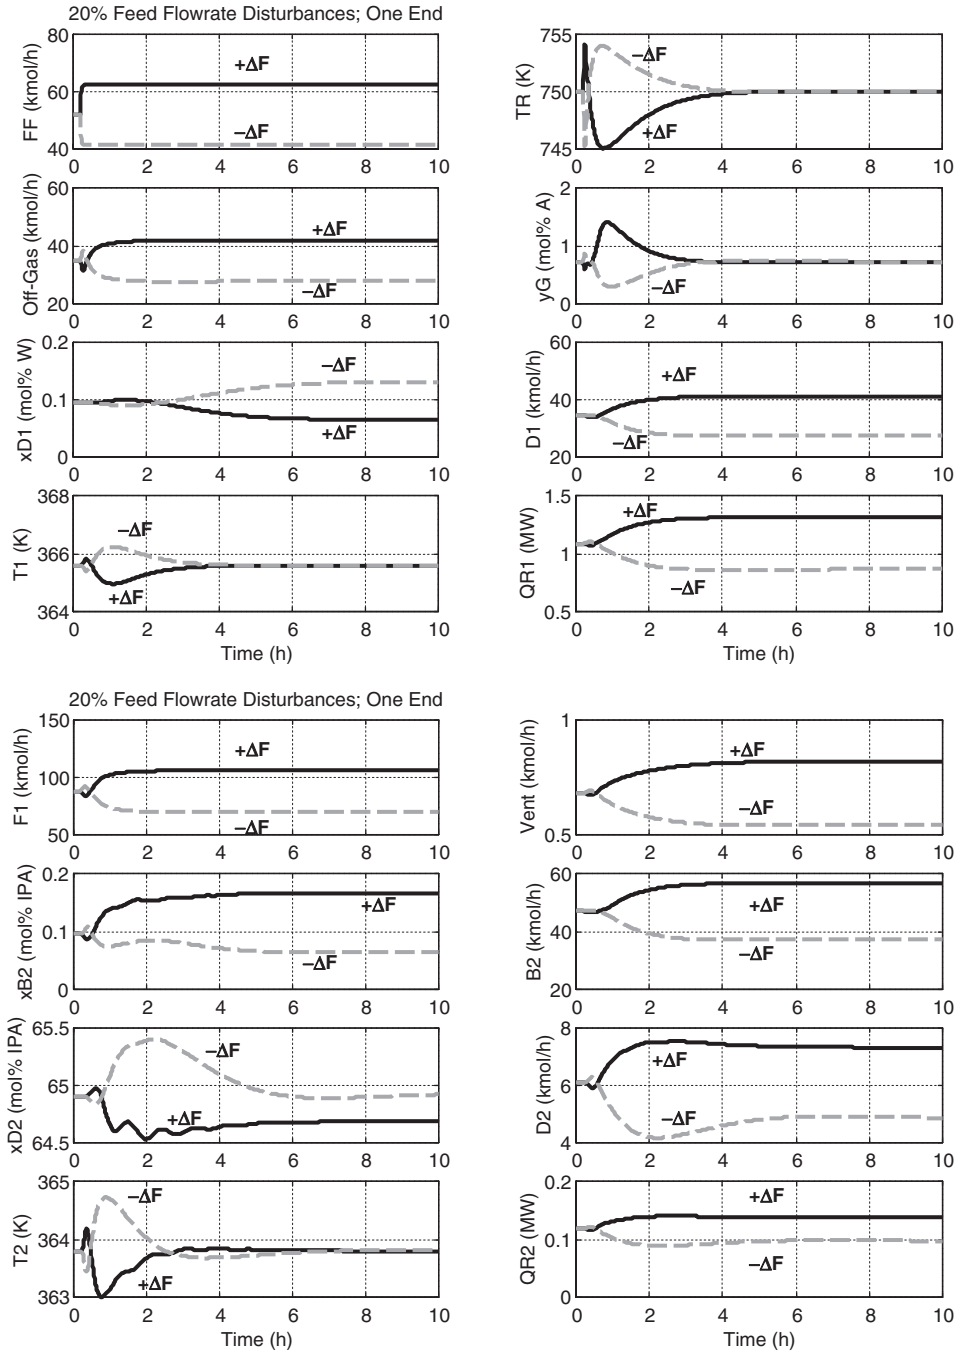 20% Feed Flowrate Disturbances; One End
FF (kmol/h)
80
60
40
+ΔF
−ΔF
0 2 4 6 8 10
TR (K)
755
750
745
−ΔF
+ΔF
0 2 4 6 8 10
Off-Gas (kmol/h)
60
40
20
+ΔF
−ΔF
0 2 4 6 8 10
yG (mol% A)
2
1
0
−ΔF
0 2 4 6 8 10
xD1 (mol% W)
0.2
0.1
0
−ΔF
+ΔF
0 2 4 6 8 10
D1 (kmol/h)
60
40
20
+ΔF
−ΔF
0 2 4 6 8 10
T1 (K)
368
366
364
−ΔF
+ΔF
0 2 4 6 8 10
Time (h)
QR1 (MW)
1.5
1
0.5
+ΔF
−ΔF
0 2 4 6 8 10
Time (h)
20% Feed Flowrate Disturbances; One End
F1 (kmol/h)
150
100
50
+ΔF
−ΔF
0 2 4 6 8 10
Vent (kmol/h)
1
0.5
+ΔF
−ΔF
0 2 4 6 8 10
xB2 (mol% IPA)
0.2
0.1
0
+ΔF
−ΔF
0 2 4 6 8 10
B2 (kmol/h)
60
40
20
+ΔF
−ΔF
0 2 4 6 8 10
xD2 (mol% IPA)
65.5
65
64.5
−ΔF
+ΔF
0 2 4 6 8 10
D2 (kmol/h)
8
6
4
+ΔF
−ΔF
0 2 4 6 8 10
T2 (K)
365
364
363
−ΔF
+ΔF
0 2 4 6 8 10
Time (h)
QR2 (MW)
0.2
0.1
0
+ΔF
−ΔF
0 2 4 6 8 10
Time (h)